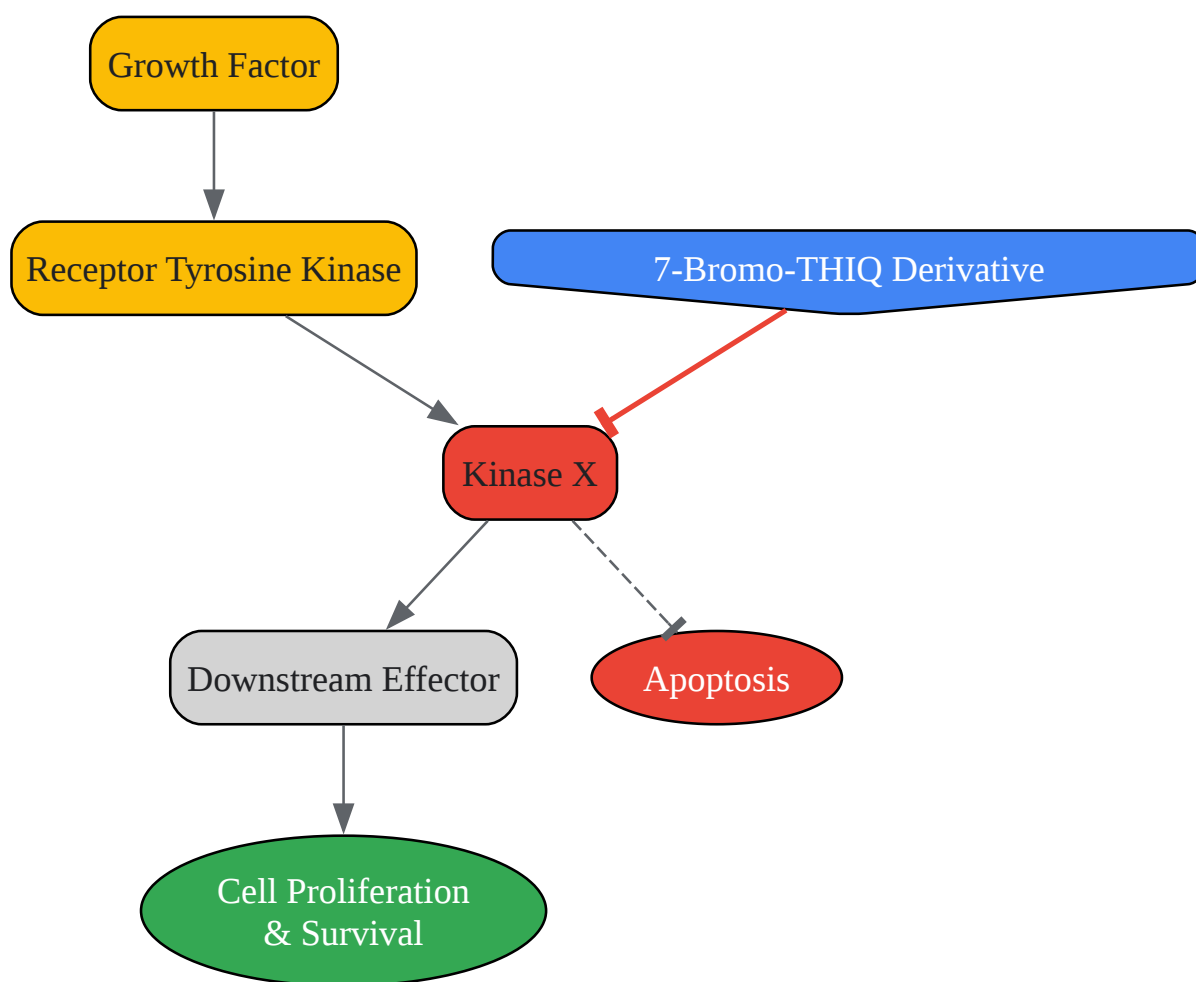 Growth Factor
Receptor Tyrosine Kinase
7-Bromo-THIQ Derivative
Kinase X
Downstream Effector
Apoptosis
Cell Proliferation
& Survival